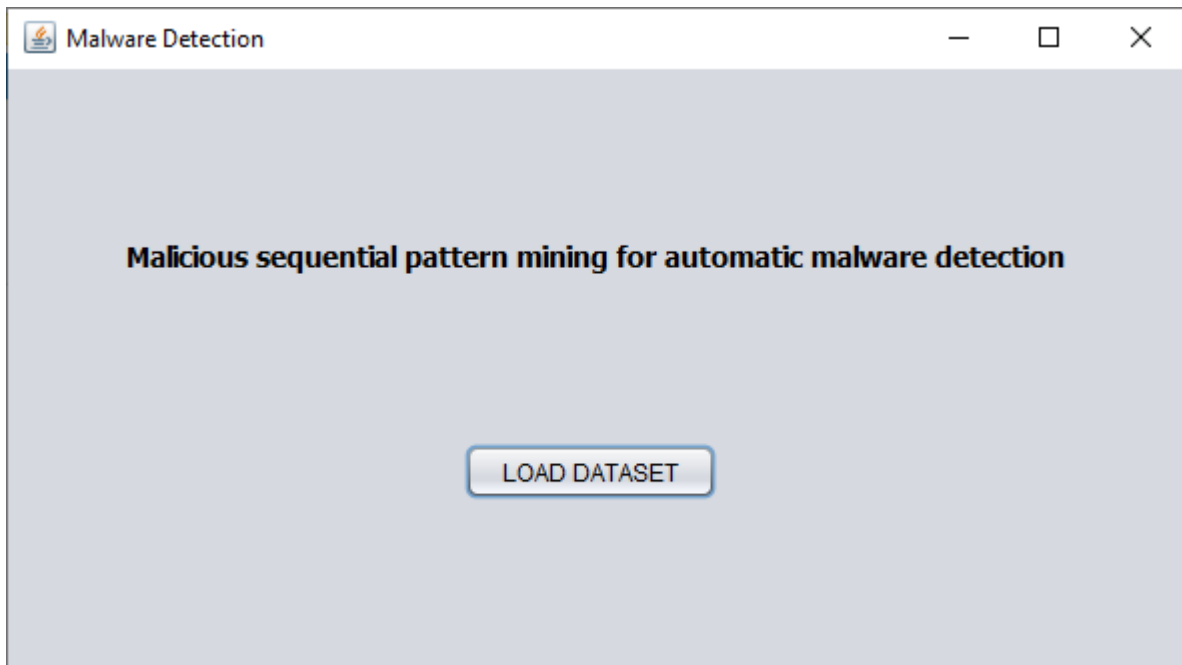 Malware Detection
Malicious sequential pattern mining for automatic malware detection
LOAD DATASET